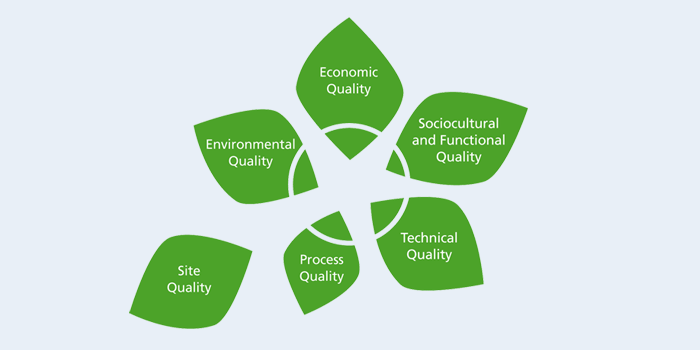 Economic
Quality
Sociocultural
and Functional
Quality
Environmental
Quality
Technical
Quality
Process
Quality
Site
Quality